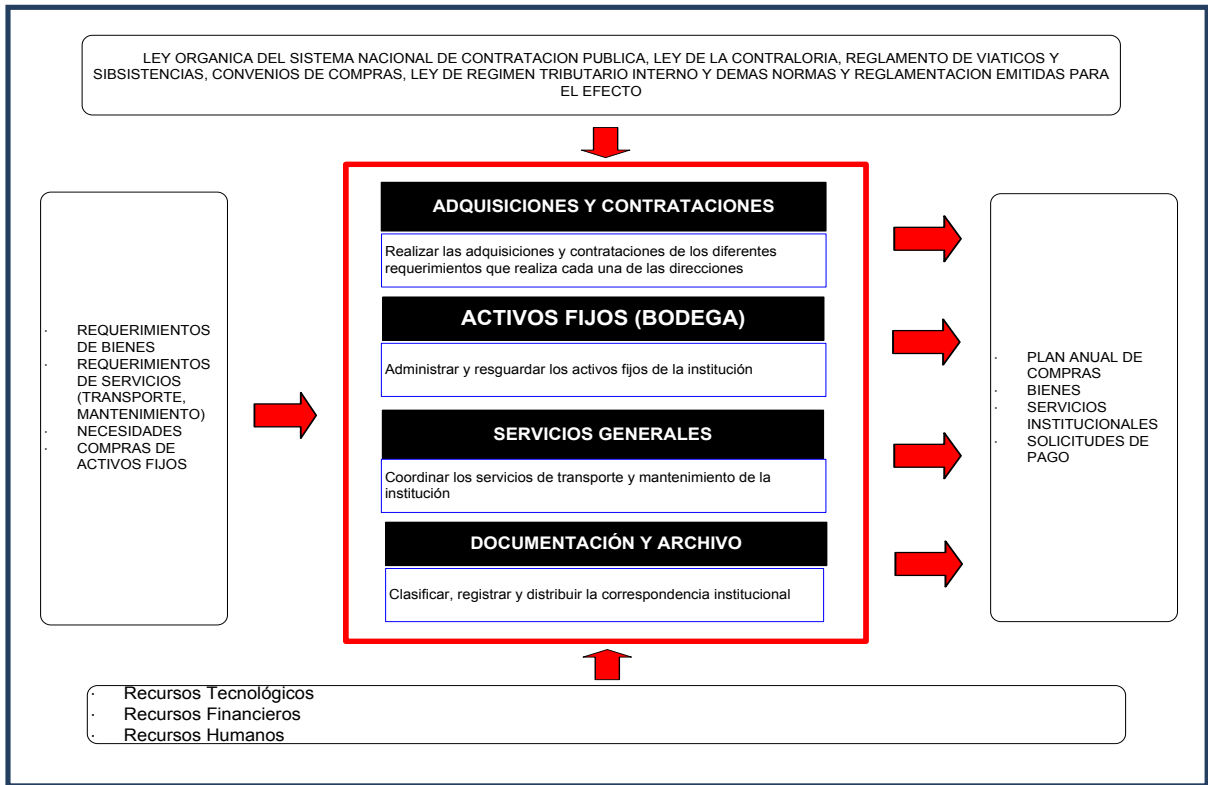 LEY ORGANICA DEL SISTEMA NACIONAL DE CONTRATACION PUBLICA, LEY DE LA CONTRALORIA, REGLAMENTO DE VIATICOS Y
SIBSISTENCIAS, CONVENIOS DE COMPRAS, LEY DE REGIMEN TRIBUTARIO INTERNO Y DEMAS NORMAS Y REGLAMENTACION EMITIDAS PARA
EL EFECTO
· REQUERIMIENTOS
DE BIENES
· REQUERIMIENTOS
DE SERVICIOS
(TRANSPORTE,
MANTENIMIENTO)
· NECESIDADES
· COMPRAS DE
ACTIVOS FIJOS
ADQUISICIONES Y CONTRATACIONES
Realizar las adquisiciones y contrataciones de los diferentes
requerimientos que realiza cada una de las direcciones
ACTIVOS FIJOS (BODEGA)
Administrar y resguardar los activos fijos de la institución
SERVICIOS GENERALES
Coordinar los servicios de transporte y mantenimiento de la
institución
DOCUMENTACIÓN Y ARCHIVO
Clasificar, registrar y distribuir la correspondencia institucional
· PLAN ANUAL DE
COMPRAS
· BIENES
· SERVICIOS
INSTITUCIONALES
· SOLICITUDES DE
PAGO
· Recursos Tecnológicos
· Recursos Financieros
· Recursos Humanos